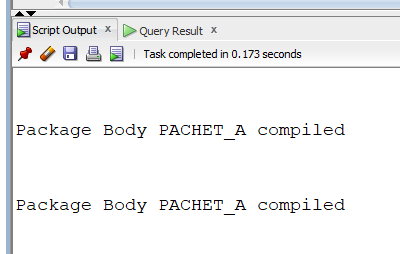 Script Output x Query Result x
Task completed in 0.173 seconds
Package Body PACHET_A compiled
Package Body PACHET_A compiled